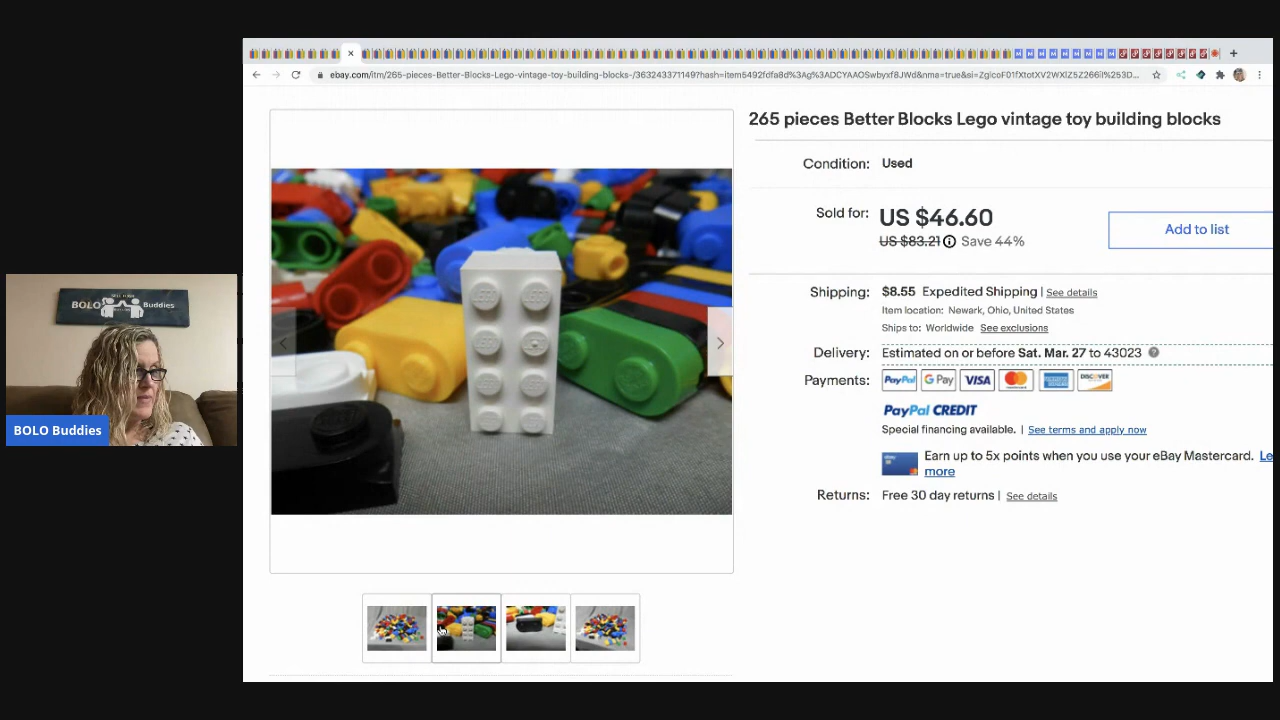 ebay.com/itm/265-pieces-Better-Blocks-Lego-vintage-toy-building-blocks-/363243371149?hash=item5492fdfa8d%3Ag%3ADCYAAOSwbyxf8JWd&nme=true&si=ZgicoF01fXtotXV2WXlZ5Z266iI%253D...
265 pieces Better Blocks Lego vintage toy building blocks
Condition: Used
Sold for: US $46.60
US $83.21 Save 44%
Add to list
Shipping: $8.55 Expedited Shipping | See details
Item location: Newark, Ohio, United States
Ships to: Worldwide See exclusions
Delivery: Estimated on or before Sat. Mar. 27 to 43023
Payments: PayPal G Pay VISA MasterCard DISCOVER
PayPal CREDIT
Special financing available. | See terms and apply now
Earn up to 5x points when you use your eBay Mastercard. Le
more
Returns: Free 30 day returns | See details
BOLO Buddies
BOLO Buddies